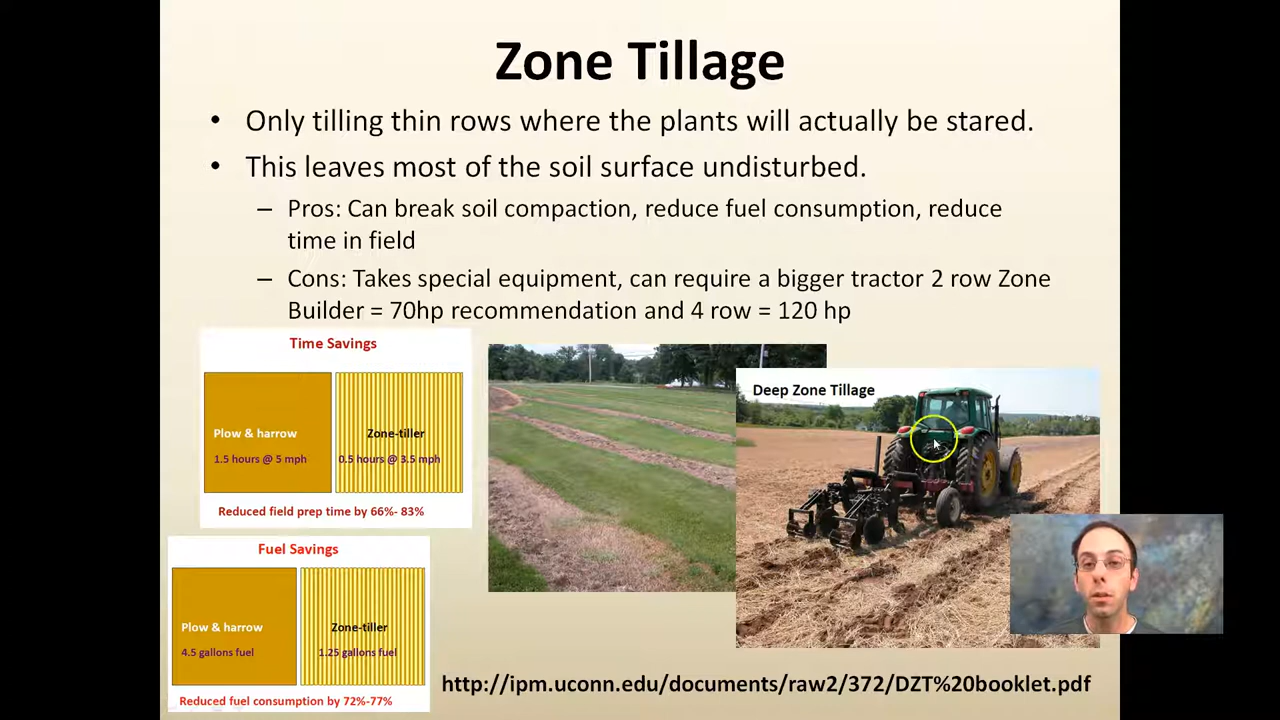 Zone Tillage
• Only tilling thin rows where the plants will actually be stared.
• This leaves most of the soil surface undisturbed.
– Pros: Can break soil compaction, reduce fuel consumption, reduce
time in field
– Cons: Takes special equipment, can require a bigger tractor 2 row Zone
Builder = 70hp recommendation and 4 row = 120 hp
Time Savings
Plow & harrow
1.5 hours @ 5 mph
Zone-tiller
0.5 hours @ 3.5 mph
Reduced field prep time by 66%- 83%
Fuel Savings
Plow & harrow
4.5 gallons fuel
Zone-tiller
1.25 gallons fuel
Reduced fuel consumption by 72%-77%
Deep Zone Tillage
http://ipm.uconn.edu/documents/raw2/372/DZT%20booklet.pdf